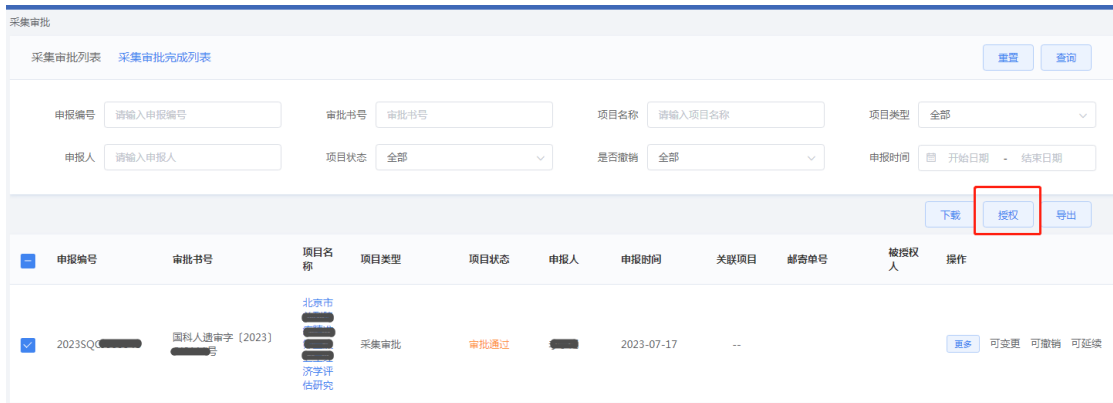 采集审批
采集审批列表 采集审批完成列表 重置 查询
申报编号 请输入申报编号 审批书号 审批书号 项目名称 请输入项目名称 项目类型 全部
申报人 请输入申报人 项目状态 全部 是否撤销 全部 申报时间 开始日期 - 结束日期
下载 授权 导出
申报编号 审批书号 项目名称 项目类型 项目状态 申报人 申报时间 关联项目 邮寄单号 被授权人 操作
北京市
2023SQ 国科人遗审字〔2023〕 采集审批 审批通过 2023-07-17 -- 更多 可变更 可撤销 可延续
号
济学评
估研究